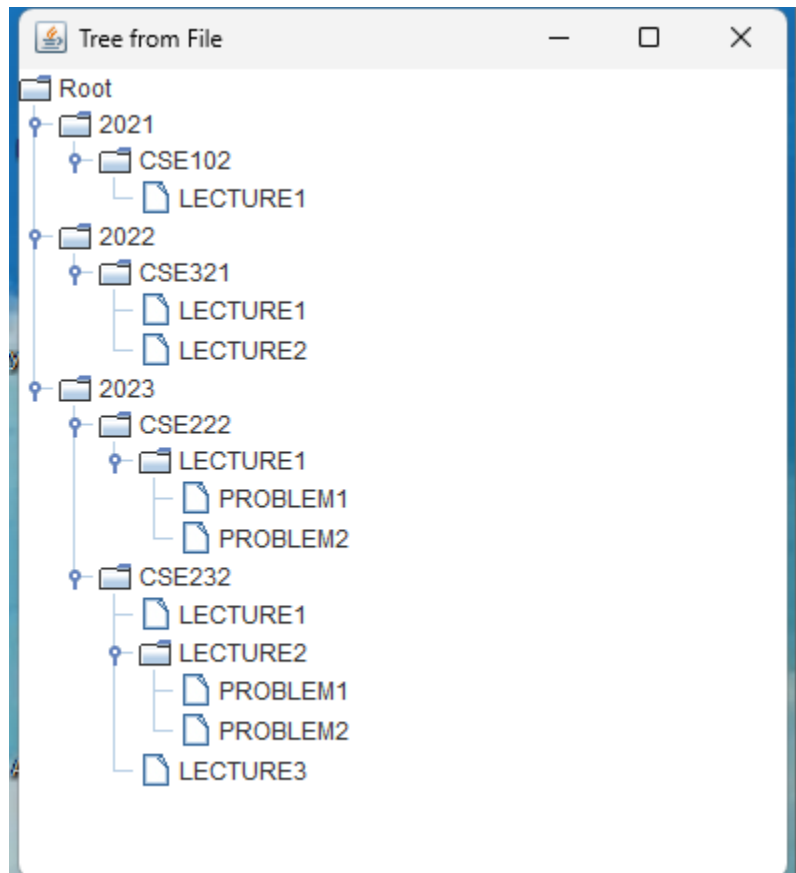 Tree from File
Root
2021
CSE102
LECTURE1
2022
CSE321
LECTURE1
LECTURE2
2023
CSE222
LECTURE1
PROBLEM1
PROBLEM2
CSE232
LECTURE1
LECTURE2
PROBLEM1
PROBLEM2
LECTURE3